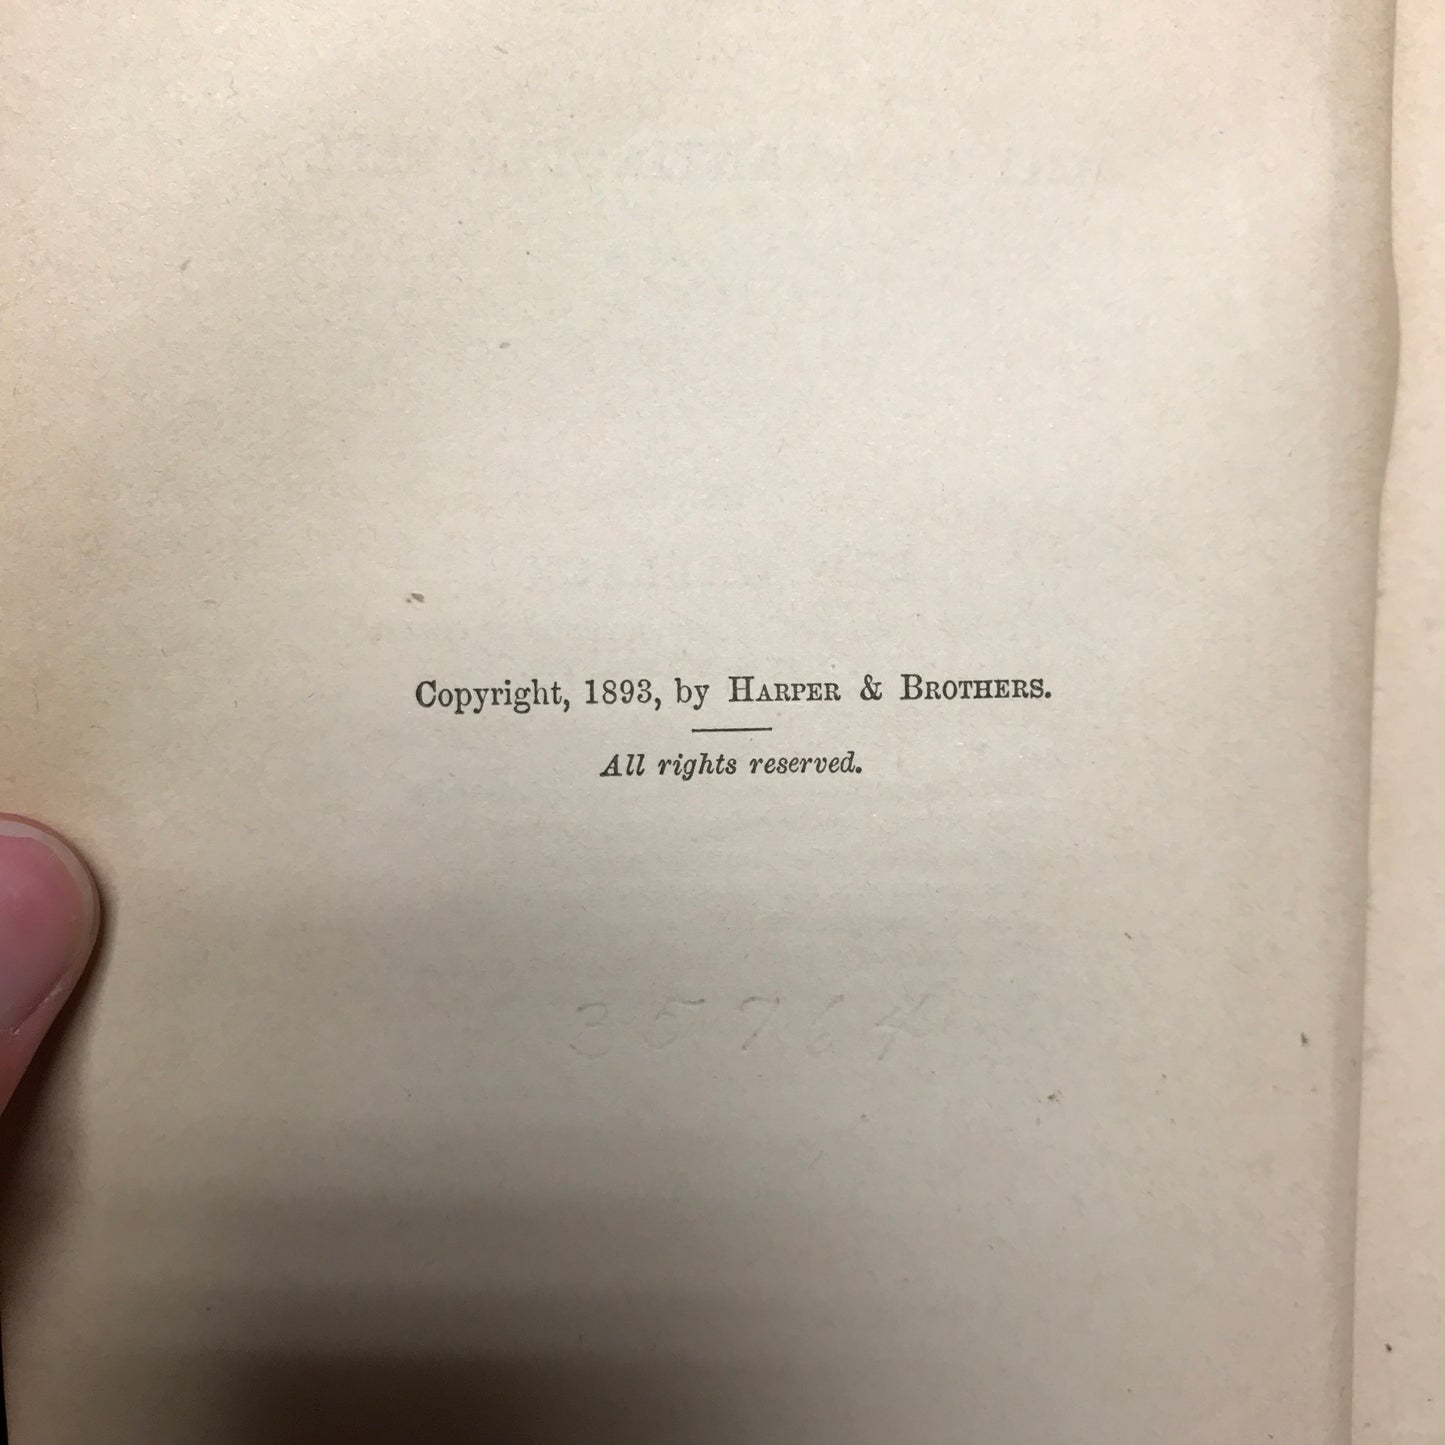 Copyright, 1893, by HARPER & BROTHERS.
All rights reserved.
35764